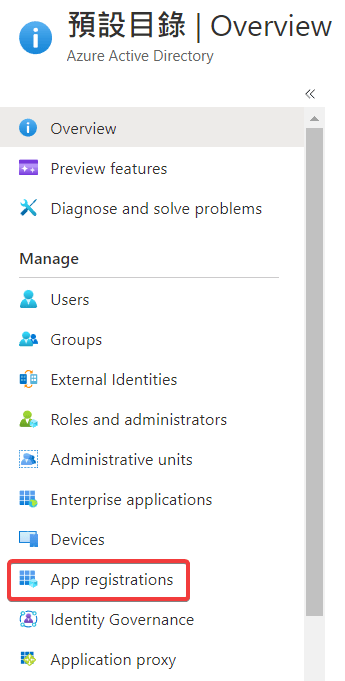 預設目錄 | Overview
Azure Active Directory
Overview
Preview features
Diagnose and solve problems
Manage
Users
Groups
External Identities
Roles and administrators
Administrative units
Enterprise applications
Devices
App registrations
Identity Governance
Application proxy